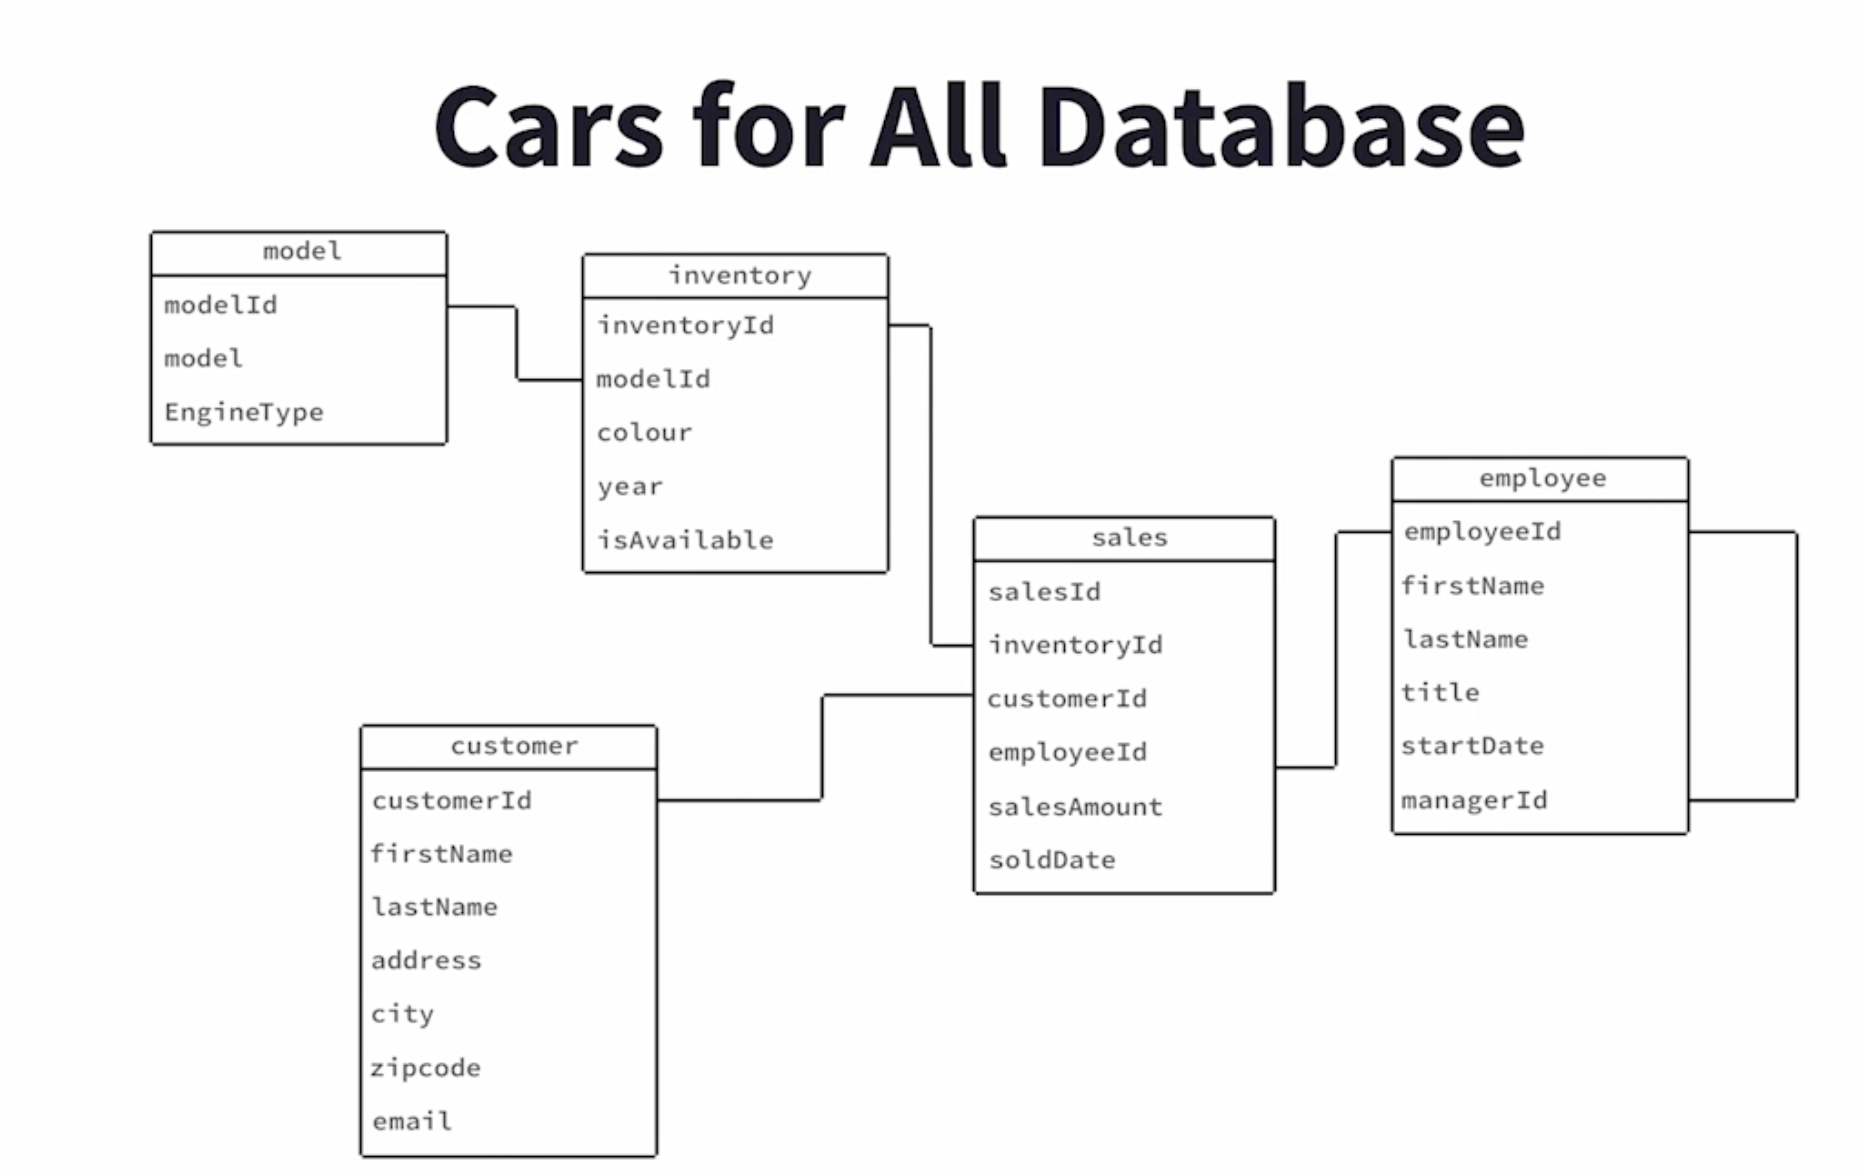 Cars for All Database
model
modelId
model
EngineType
inventory
inventoryId
modelId
colour
year
isAvailable
sales
salesId
inventoryId
customerId
employeeId
salesAmount
soldDate
employee
employeeId
firstName
lastName
title
startDate
managerId
customer
customerId
firstName
lastName
address
city
zipcode
email